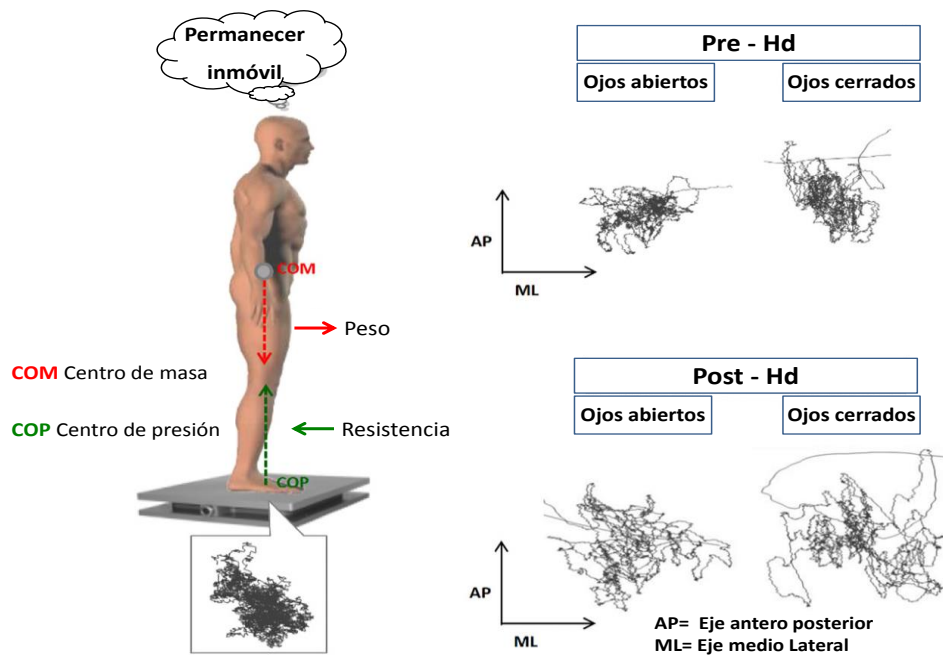 Permanecer
inmóvil
COM
Peso
COM Centro de masa
COP Centro de presión
Resistencia
COP
Pre - Hd
Ojos abiertos
Ojos cerrados
AP
ML
Post - Hd
Ojos abiertos
Ojos cerrados
AP
ML
AP= Eje antero posterior
ML= Eje medio Lateral